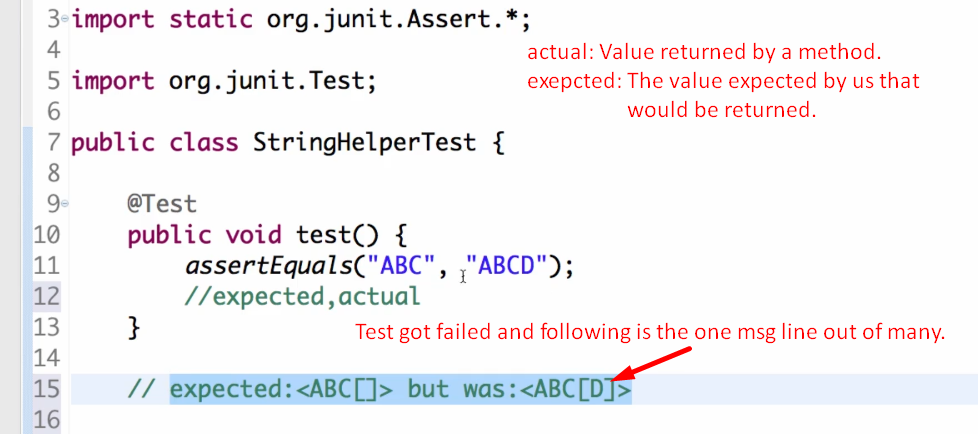 3 import static org.junit.Assert.*;
4
actual: Value returned by a method.
5 import org.junit.Test;
exepcted: The value expected by us that
would be returned.
6
7 public class StringHelperTest {
8
9 @Test
10 public void test() {
11 assertEquals("ABC", "ABCD");
12 //expected,actual
13 }
Test got failed and following is the one msg line out of many.
14
15 // expected:<ABC[]> but was:<ABC[D]>
16